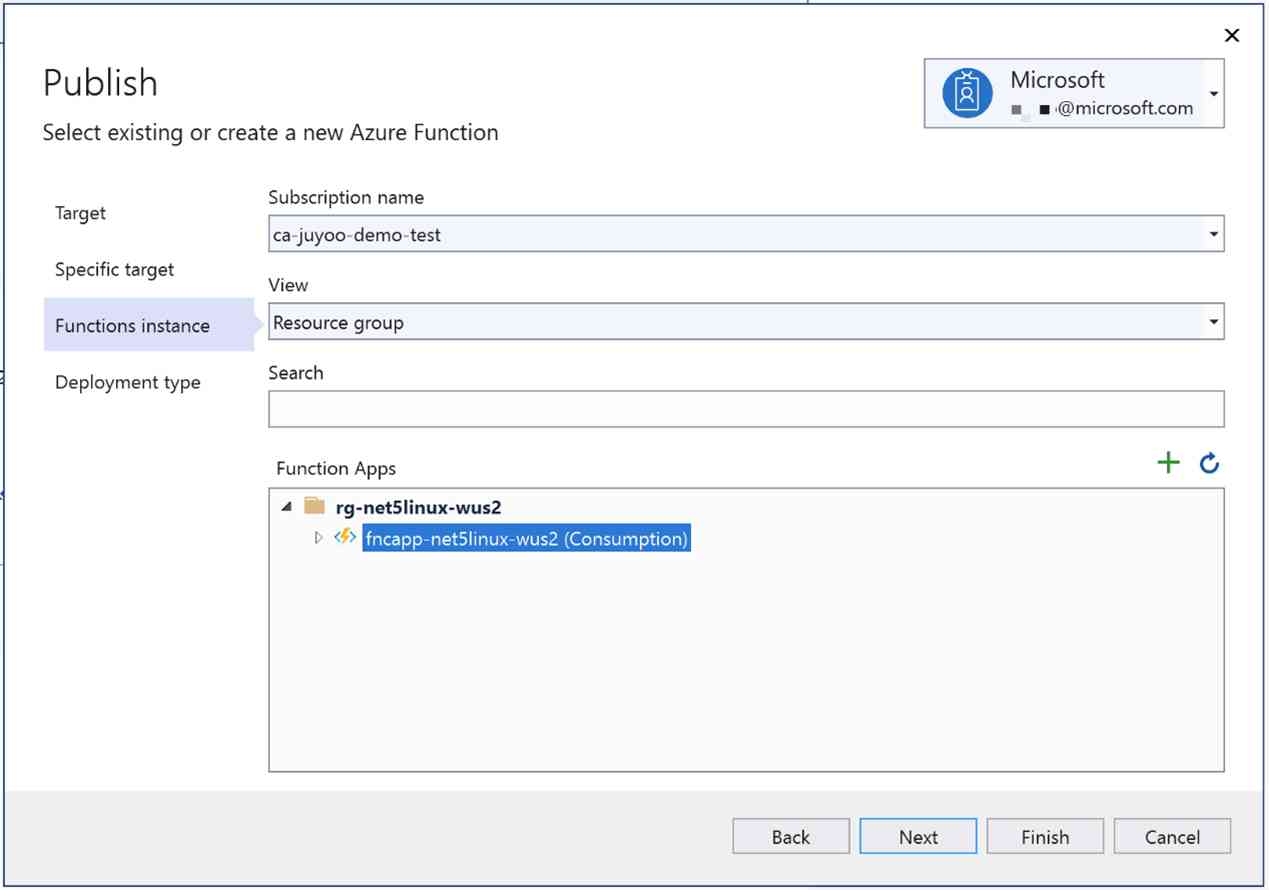 Publish
Select existing or create a new Azure Function
Microsoft
@microsoft.com
Target
Specific target
Functions instance
Deployment type
Subscription name
ca-juyoo-demo-test
View
Resource group
Search
Function Apps
rg-net5linux-wus2
fncapp-net5linux-wus2 (Consumption)
Back
Next
Finish
Cancel